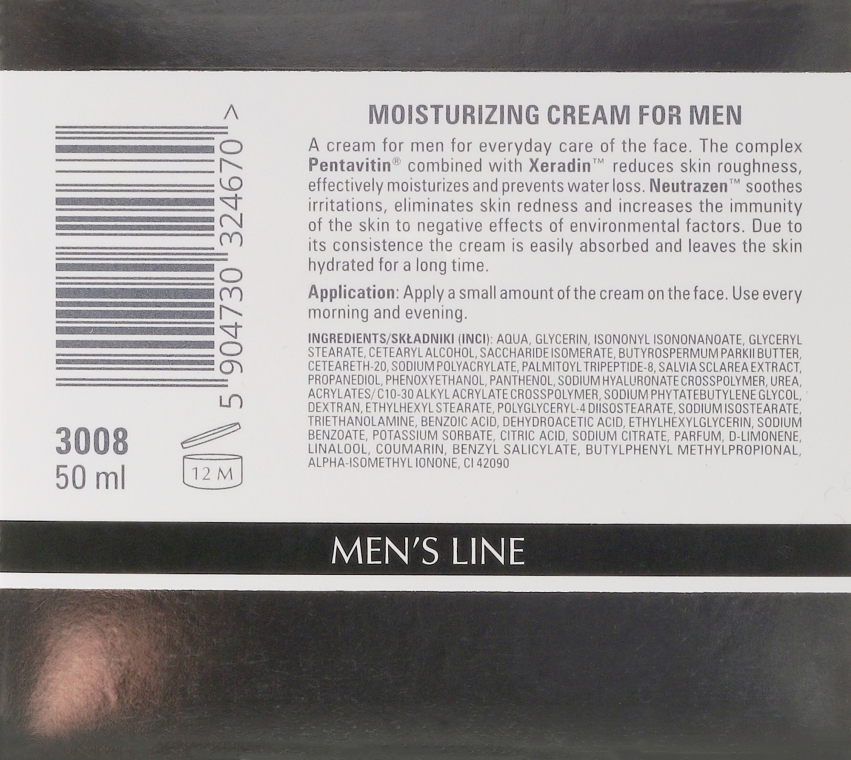 MOISTURIZING CREAM FOR MEN
A cream for men for everyday care of the face. The complex
Pentavitin® combined with Xeradin™ reduces skin roughness,
effectively moisturizes and prevents water loss. Neutrazen™ soothes
irritations, eliminates skin redness and increases the immunity
of the skin to negative effects of environmental factors. Due to
its consistence the cream is easily absorbed and leaves the skin
hydrated for a long time.
Application: Apply a small amount of the cream on the face. Use every
morning and evening.
INGREDIENTS/SKŁADNIKI (INCI): AQUA, GLYCERIN, ISONONYL ISONONANOATE, GLYCERYL
STEARATE, CETEARYL ALCOHOL, SACCHARIDE ISOMERATE, BUTYROSPERMUM PARKII BUTTER,
CETEARETH-20, SODIUM POLYACRYLATE, PALMITOYL TRIPEPTIDE-8, SALVIA SCLAREA EXTRACT,
PROPANEDIOL, PHENOXYETHANOL, PANTHENOL, SODIUM HYALURONATE CROSSPOLYMER, UREA,
ACRYLATES/ C10-30 ALKYL ACRYLATE CROSSPOLYMER, SODIUM PHYTATEBUTYLENE GLYCOL,
DEXTRAN, ETHYLHEXYL STEARATE, POLYGLYCERYL-4 DIISOSTEARATE, SODIUM ISOSTEARATE,
TRIETHANOLAMINE, BENZOIC ACID, DEHYDROACETIC ACID, ETHYLHEXYLGLYCERIN, SODIUM
BENZOATE, POTASSIUM SORBATE, CITRIC ACID, SODIUM CITRATE, PARFUM, D-LIMONENE,
LINALOOL, COUMARIN, BENZYL SALICYLATE, BUTYLPHENYL METHYLPROPIONAL,
ALPHA-ISOMETHYL IONONE, CI 42090
5 904730 324670 >
3008
50 ml
12 M
MEN'S LINE